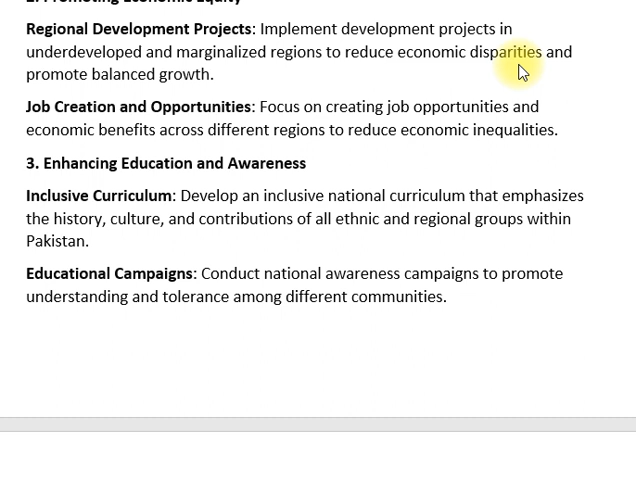 2. Promoting Economic Equity
Regional Development Projects: Implement development projects in
underdeveloped and marginalized regions to reduce economic disparities and
promote balanced growth.
Job Creation and Opportunities: Focus on creating job opportunities and
economic benefits across different regions to reduce economic inequalities.
3. Enhancing Education and Awareness
Inclusive Curriculum: Develop an inclusive national curriculum that emphasizes
the history, culture, and contributions of all ethnic and regional groups within
Pakistan.
Educational Campaigns: Conduct national awareness campaigns to promote
understanding and tolerance among different communities.